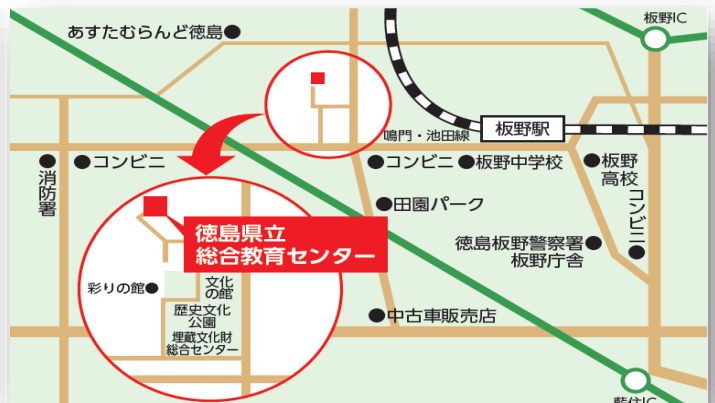 板野IC
あすたむらんど徳島
鳴門・池田線
板野駅
消防署
コンビニ
コンビニ
板野中学校
板野
高校
コンビニ
田園パーク
徳島県立
総合教育センター
徳島板野警察署
板野庁舎
彩りの館
文化
の館
歴史文化
公園
埋蔵文化財
総合センター
中古車販売店
藍住IC